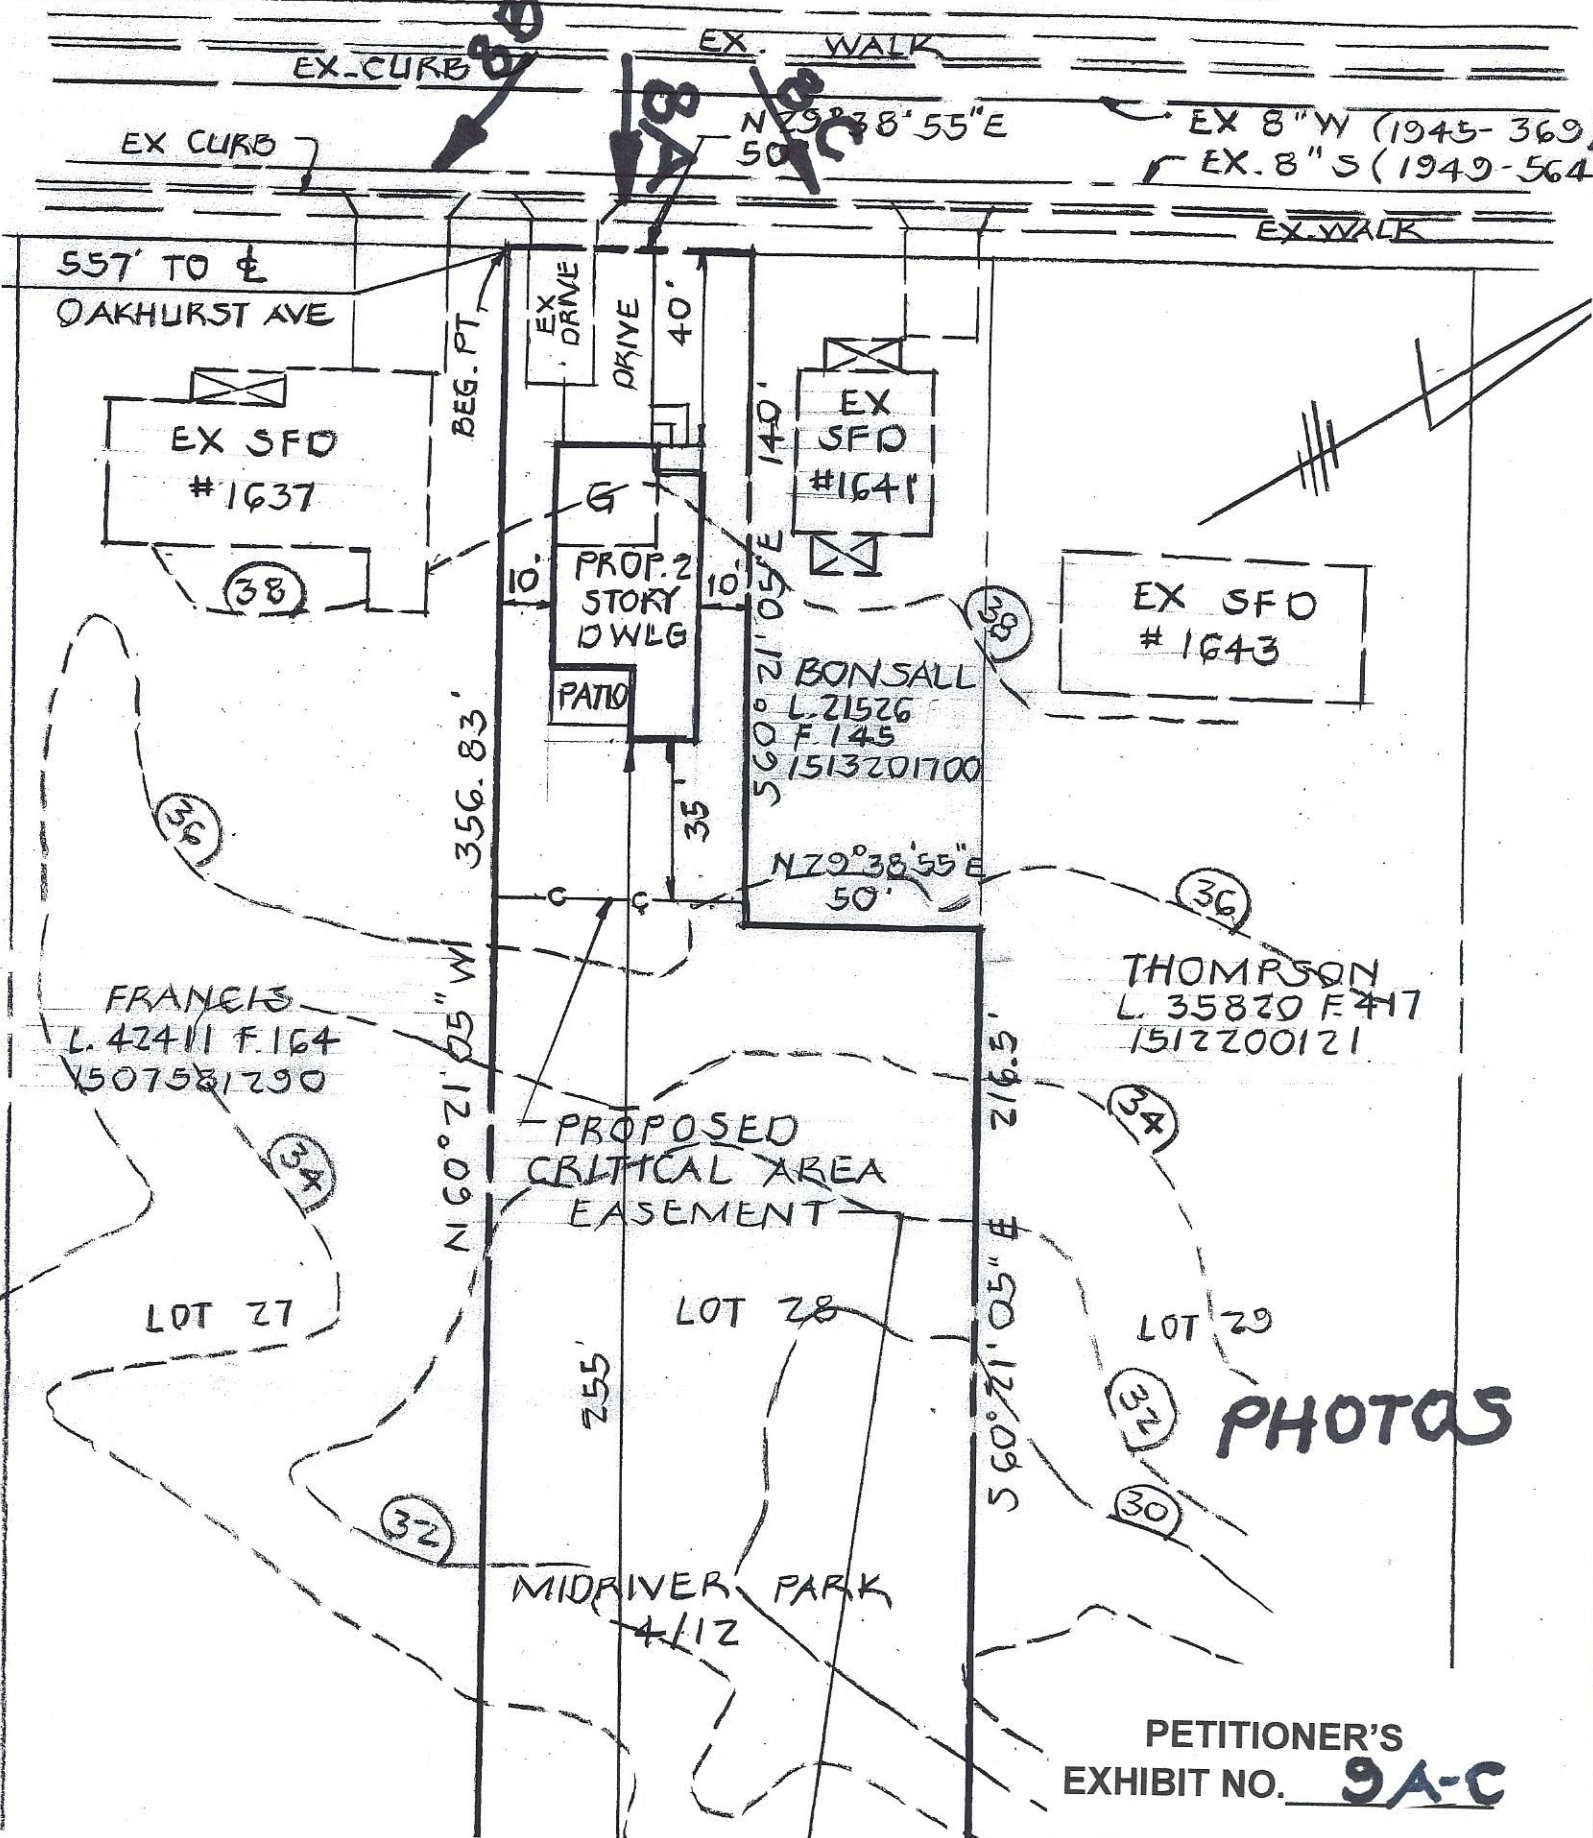 8B
EX. WALK
EX-CURB
8A
8C
N 29°38'55"E
50'
EX 8"W (1945-369
EX. 8"S (1949-564
EX CURB
EX.WALK
557' TO ℄
OAKHURST AVE
BEG. PT.
EX
DRIVE
DRIVE
40'
140'
EX SFD
#1637
EX
SFD
#1641
G
38
10'
PROP. 2
STORY
DWLG
10'
S 60° 21' 05" E
38
EX SFD
#1643
PATIO
BONSALL
L.21526
F. 145
1513201700
356.83'
36
35'
N 29°38'55"E
50'
36
C
C
N 60° 21' 05" W
FRANCIS
L. 42411 F.164
1507581290
THOMPSON
L. 35820 F.417
1512200121
216.5'
34
34
PROPOSED
CRITICAL AREA
EASEMENT
LOT 27
LOT 28
LOT 29
255'
S 60° 21' 05" E
32
PHOTOS
32
30
MIDRIVER PARK
4/12
PETITIONER'S
EXHIBIT NO. 9A-C